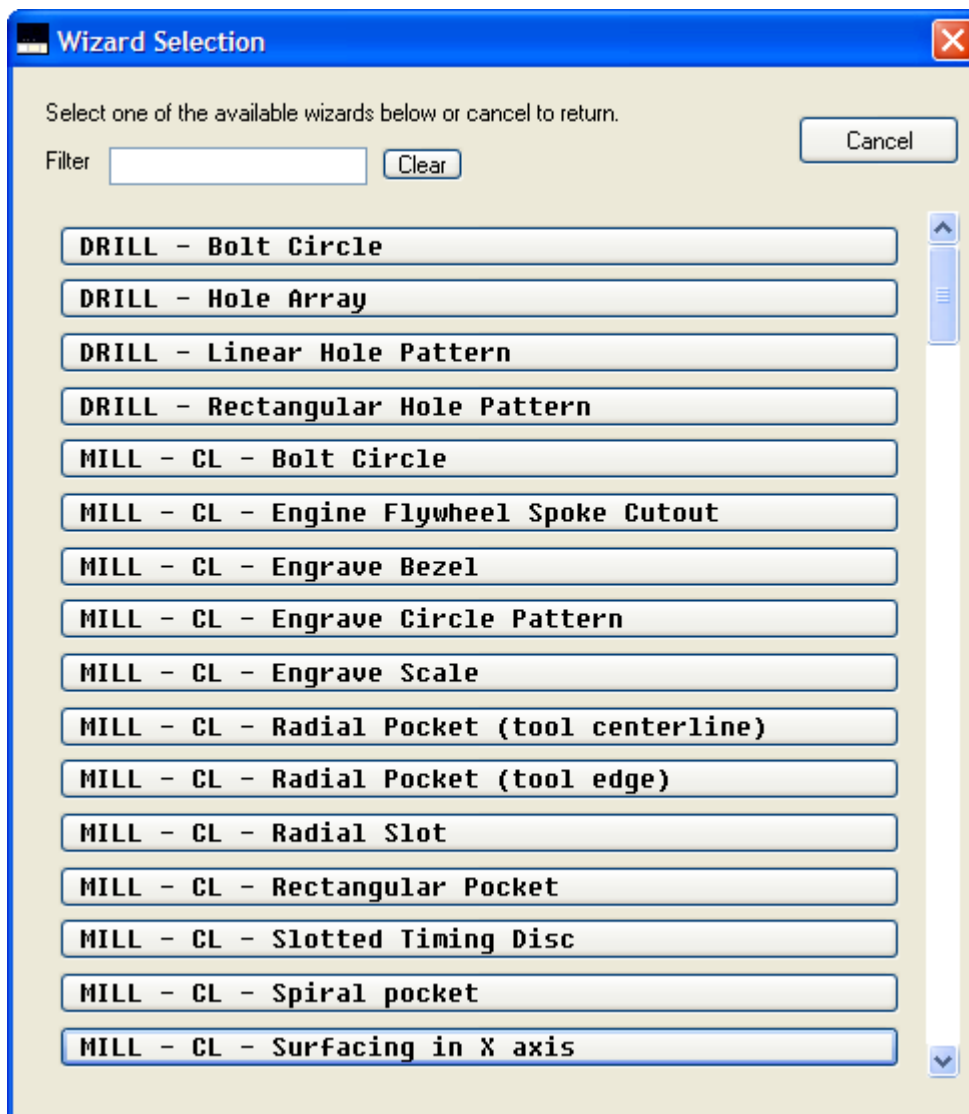 Wizard Selection
Select one of the available wizards below or cancel to return.
Cancel
Filter Clear
DRILL - Bolt Circle
DRILL - Hole Array
DRILL - Linear Hole Pattern
DRILL - Rectangular Hole Pattern
MILL - CL - Bolt Circle
MILL - CL - Engine Flywheel Spoke Cutout
MILL - CL - Engrave Bezel
MILL - CL - Engrave Circle Pattern
MILL - CL - Engrave Scale
MILL - CL - Radial Pocket (tool centerline)
MILL - CL - Radial Pocket (tool edge)
MILL - CL - Radial Slot
MILL - CL - Rectangular Pocket
MILL - CL - Slotted Timing Disc
MILL - CL - Spiral pocket
MILL - CL - Surfacing in X axis